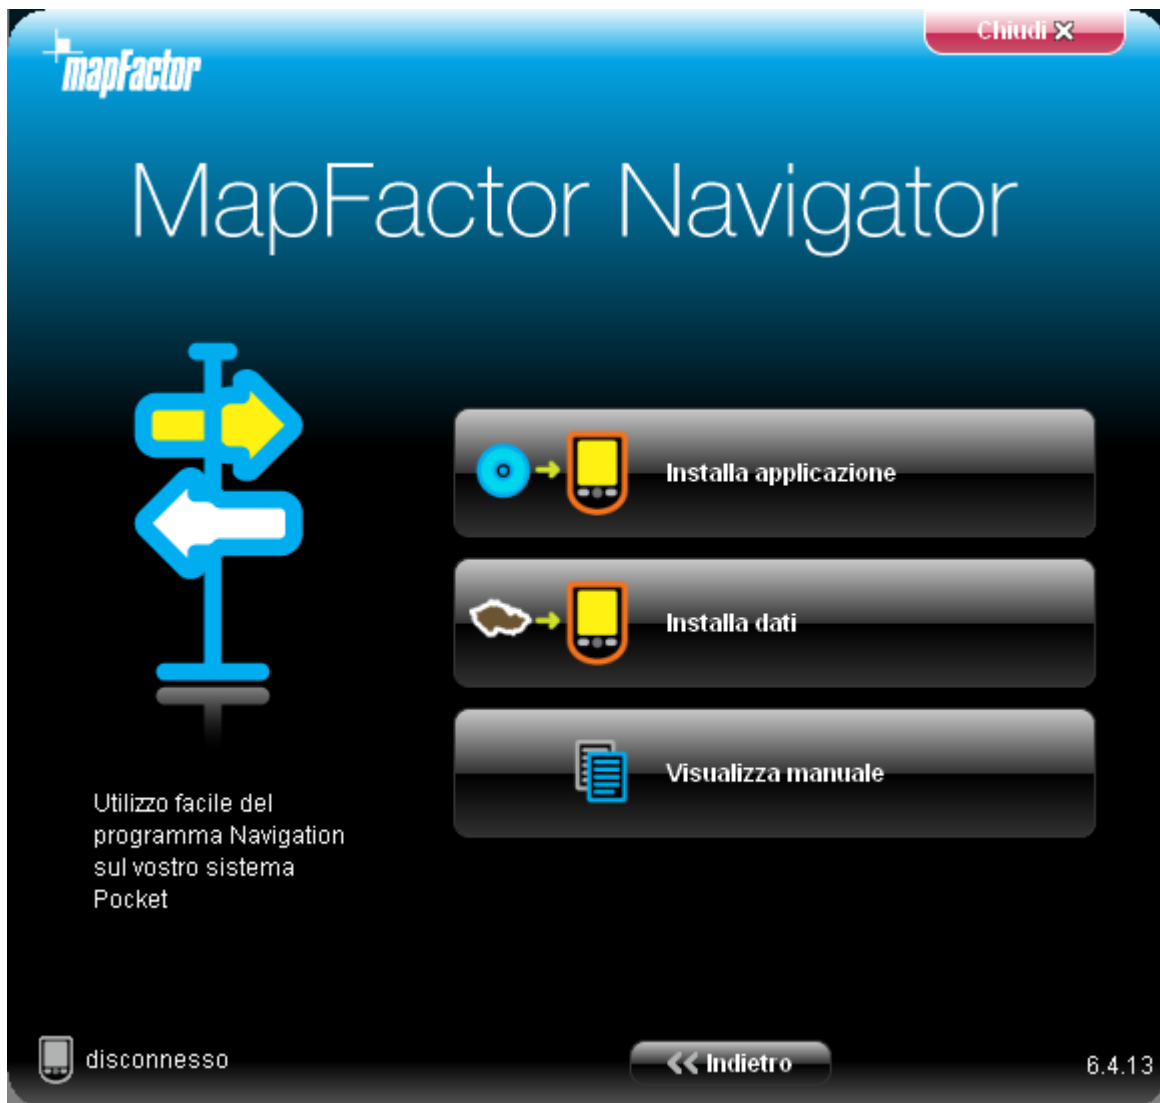 Chiudi
mapFactor
MapFactor Navigator
Installa applicazione
Installa dati
Visualizza manuale
Utilizzo facile del
programma Navigation
sul vostro sistema
Pocket
disconnesso
Indietro
6.4.13